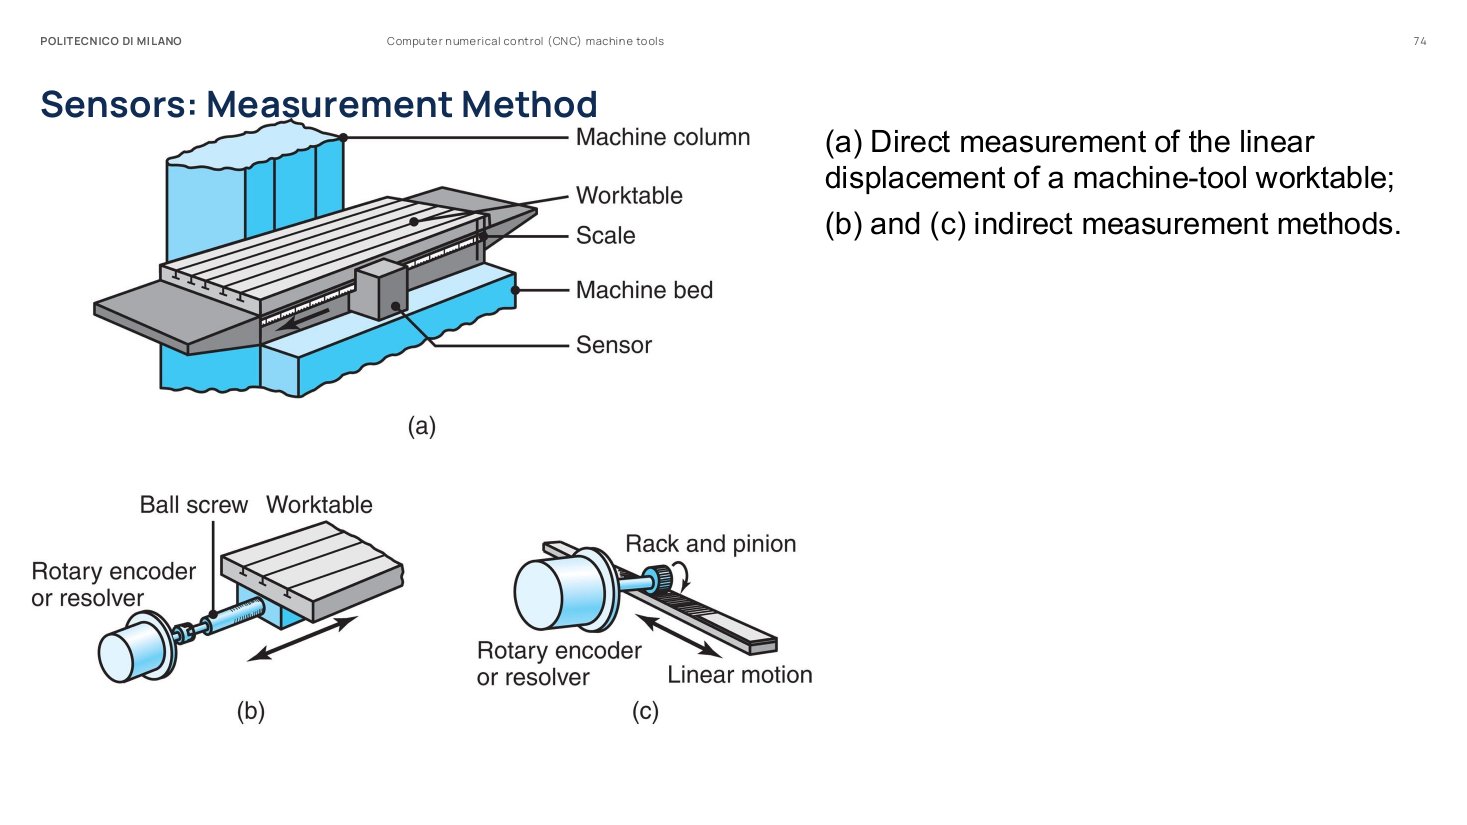 POLITECNICO DI MILANO
Computer numerical control (CNC) machine tools
74
Sensors: Measurement Method
Machine column
Worktable
Scale
Machine bed
Sensor
(a)
(a) Direct measurement of the linear
displacement of a machine-tool worktable;
(b) and (c) indirect measurement methods.
Ball screw
Worktable
Rotary encoder
or resolver
(b)
Rack and pinion
Rotary encoder
or resolver
Linear motion
(c)